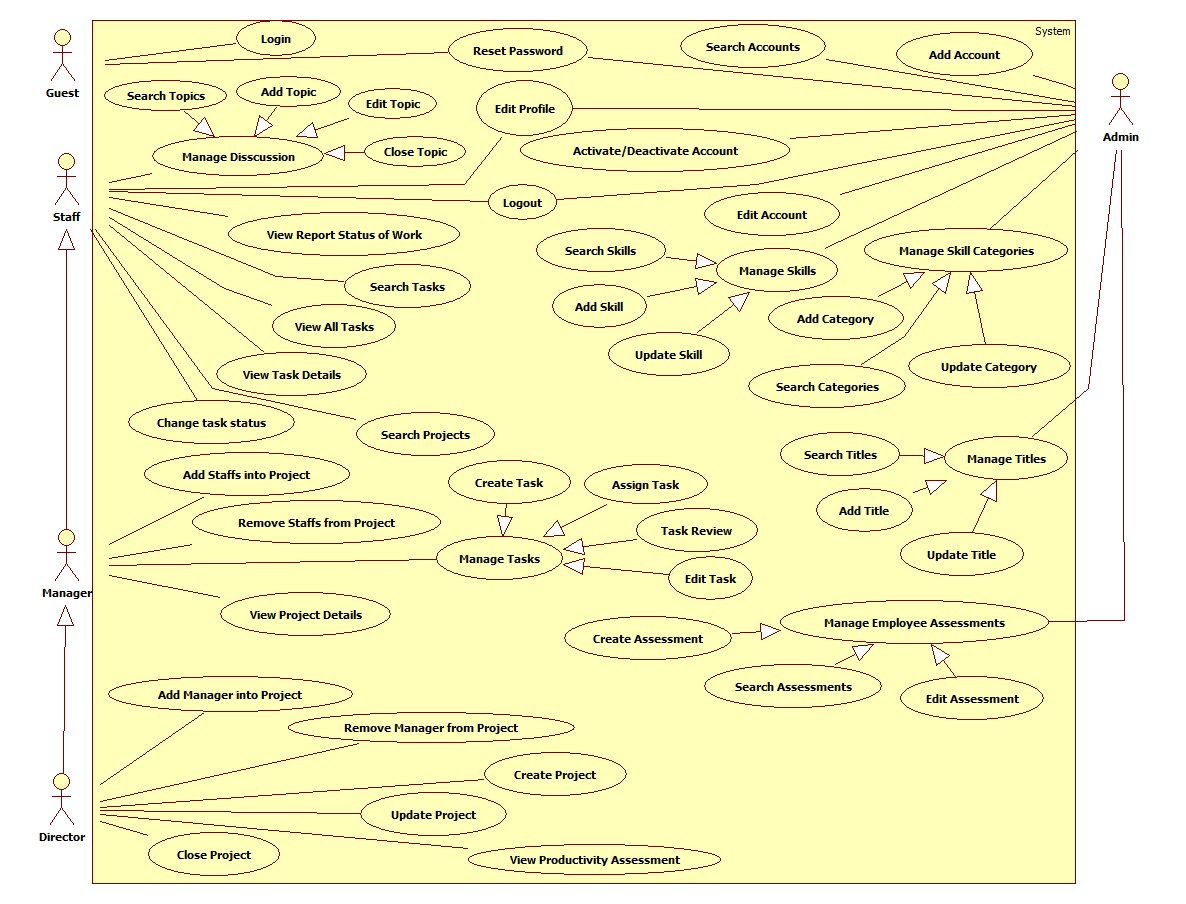 System
Login
Reset Password
Search Accounts
Add Account
Guest
Search Topics
Add Topic
Edit Topic
Edit Profile
Admin
Manage Disscussion
Close Topic
Activate/Deactivate Account
Staff
Logout
Edit Account
View Report Status of Work
Search Skills
Manage Skills
Manage Skill Categories
Search Tasks
Add Skill
Add Category
View All Tasks
Update Skill
Update Category
View Task Details
Search Categories
Change task status
Search Projects
Search Titles
Manage Titles
Add Staffs into Project
Create Task
Assign Task
Add Title
Remove Staffs from Project
Task Review
Manage Tasks
Update Title
Edit Task
Manager
View Project Details
Create Assessment
Manage Employee Assessments
Search Assessments
Edit Assessment
Add Manager into Project
Remove Manager from Project
Create Project
Update Project
Director
Close Project
View Productivity Assessment